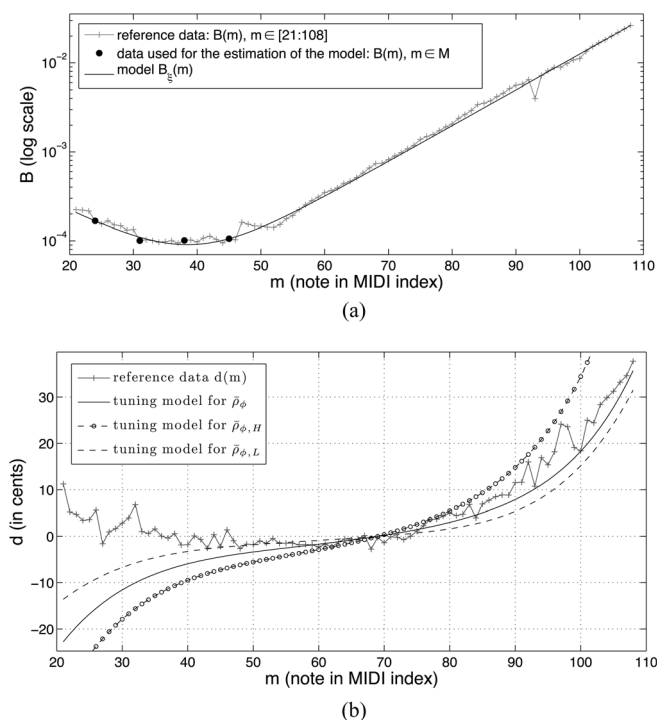 reference data: B(m), m ∈ [21:108]
data used for the estimation of the model: B(m), m ∈ M
model B_ξ(m)
B (log scale)
10⁻²
10⁻³
10⁻⁴
20 30 40 50 60 70 80 90 100 110
m (note in MIDI index)
(a)
reference data d(m)
tuning model for ρ̄_ϕ
tuning model for ρ̄_ϕ,H
tuning model for ρ̄_ϕ,L
d (in cents)
30
20
10
0
−10
−20
20 30 40 50 60 70 80 90 100 110
m (note in MIDI index)
(b)